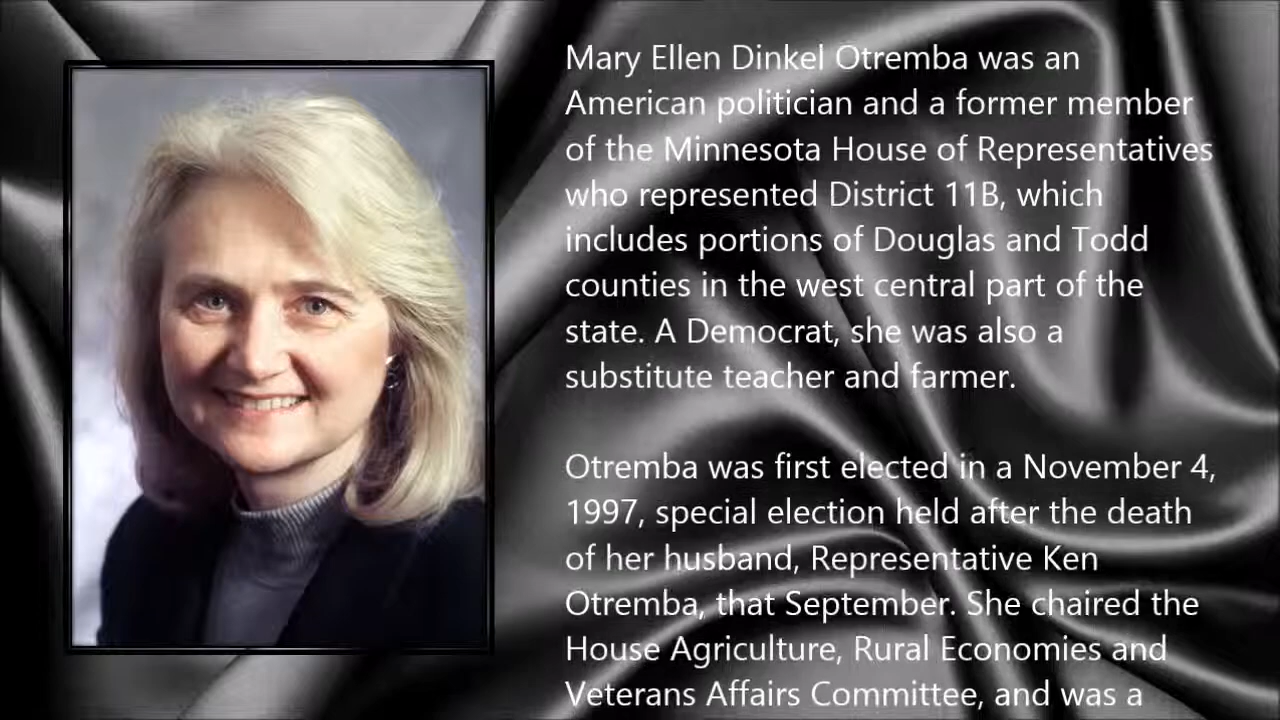 Mary Ellen Dinkel Otremba was an
American politician and a former member
of the Minnesota House of Representatives
who represented District 11B, which
includes portions of Douglas and Todd
counties in the west central part of the
state. A Democrat, she was also a
substitute teacher and farmer.
Otremba was first elected in a November 4,
1997, special election held after the death
of her husband, Representative Ken
Otremba, that September. She chaired the
House Agriculture, Rural Economies and
Veterans Affairs Committee, and was a